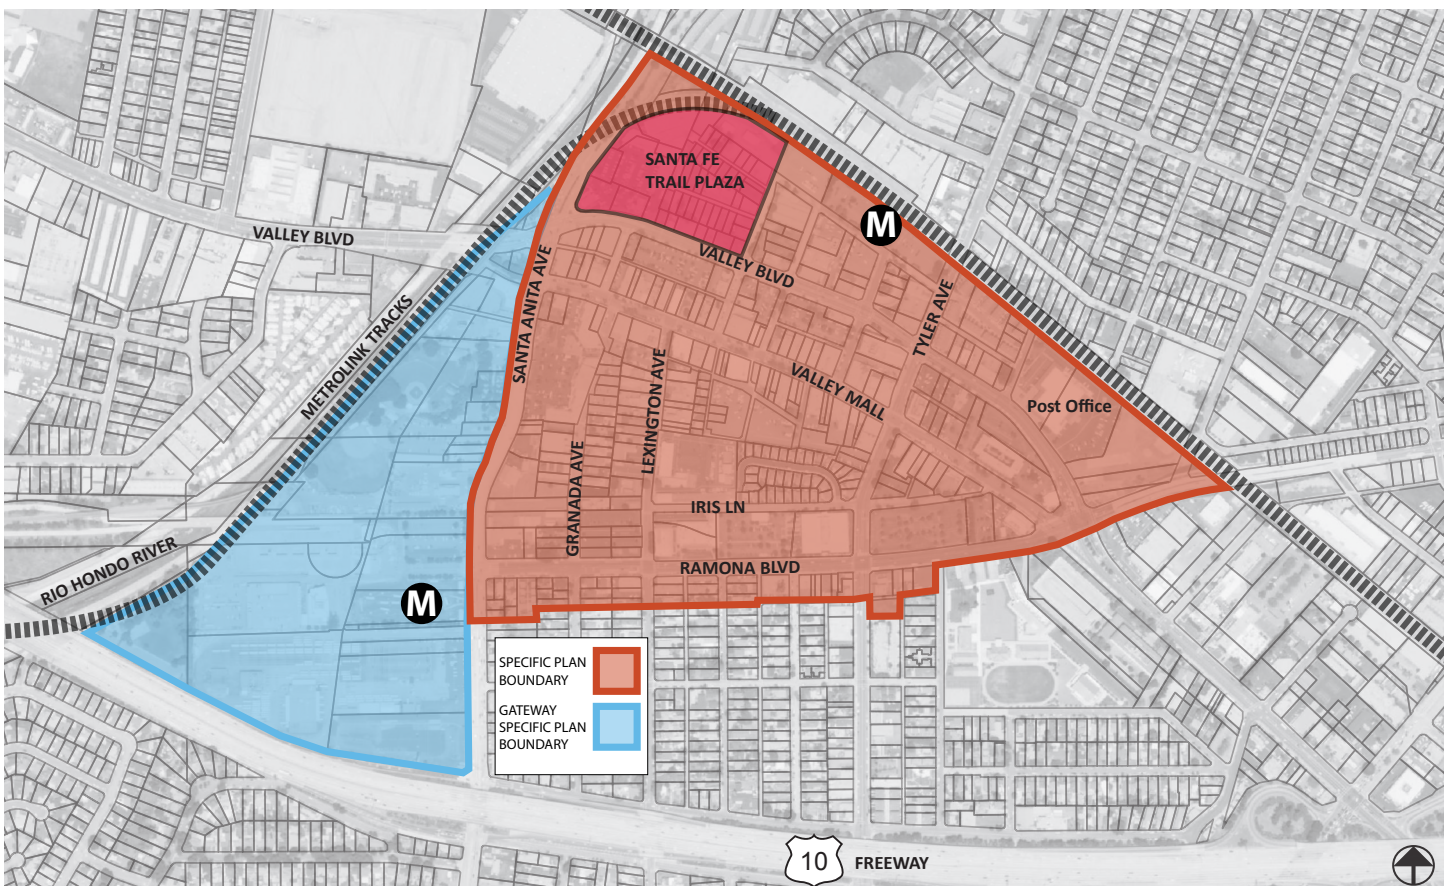 SANTA FE
TRAIL PLAZA
M
VALLEY BLVD
VALLEY BLVD
SANTA ANITA AVE
METROLINK TRACKS
TYLER AVE
VALLEY MALL
LEXINGTON AVE
Post Office
GRANADA AVE
IRIS LN
RIO HONDO RIVER
RAMONA BLVD
M
SPECIFIC PLAN
BOUNDARY
GATEWAY
SPECIFIC PLAN
BOUNDARY
10
FREEWAY